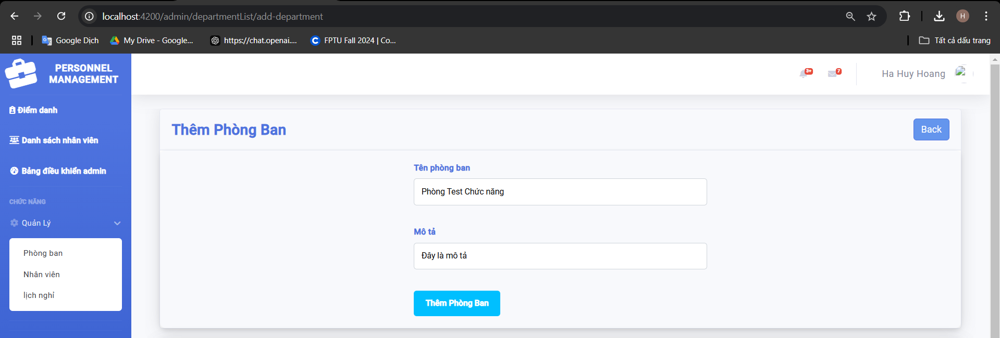 localhost:4200/admin/departmentList/add-department
H
Google Dịch
My Drive - Google...
https://chat.openai....
FPTU Fall 2024 | Co...
Tất cả dấu trang
PERSONNEL
MANAGEMENT
3+
7
Ha Huy Hoang
Điểm danh
Danh sách nhân viên
Bảng điều khiển admin
CHỨC NĂNG
Quản Lý
Phòng ban
Nhân viên
lịch nghỉ
Thêm Phòng Ban
Back
Tên phòng ban
Phòng Test Chức năng
Mô tả
Đây là mô tả
Thêm Phòng Ban